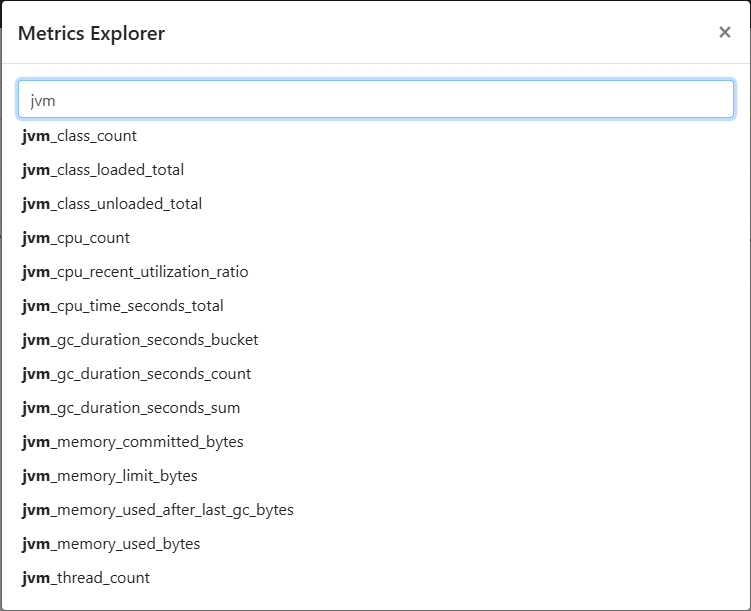 Metrics Explorer ×
jvm
jvm_class_count
jvm_class_loaded_total
jvm_class_unloaded_total
jvm_cpu_count
jvm_cpu_recent_utilization_ratio
jvm_cpu_time_seconds_total
jvm_gc_duration_seconds_bucket
jvm_gc_duration_seconds_count
jvm_gc_duration_seconds_sum
jvm_memory_committed_bytes
jvm_memory_limit_bytes
jvm_memory_used_after_last_gc_bytes
jvm_memory_used_bytes
jvm_thread_count